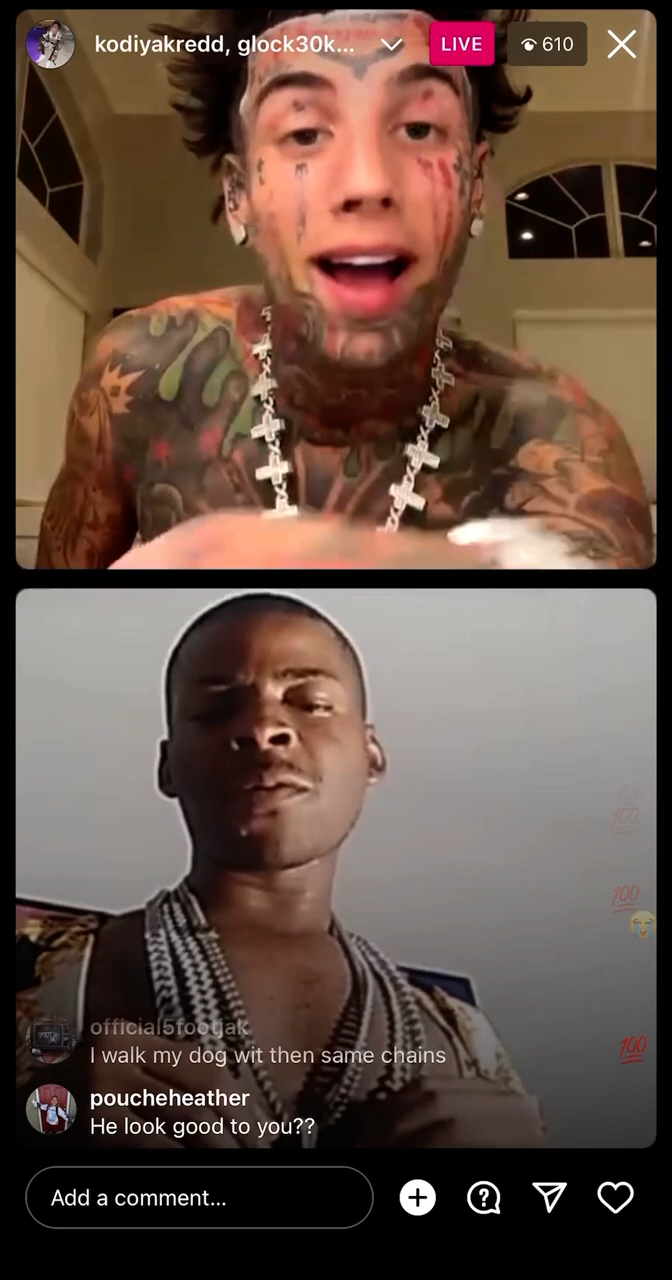 kodiyakredd, glock30k...
LIVE
610
100
100
100
official5footjak
I walk my dog wit then same chains
poucheheather
He look good to you??
Add a comment...